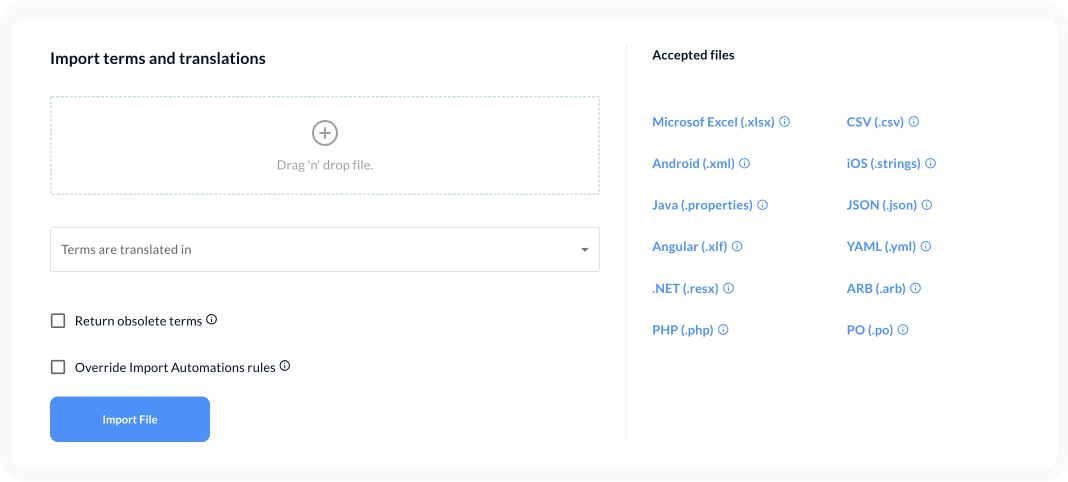 Import terms and translations
Drag 'n' drop file.
Terms are translated in
Return obsolete terms
Override Import Automations rules
Import File
Accepted files
Microsof Excel (.xlsx)
CSV (.csv)
Android (.xml)
iOS (.strings)
Java (.properties)
JSON (.json)
Angular (.xlf)
YAML (.yml)
.NET (.resx)
ARB (.arb)
PHP (.php)
PO (.po)